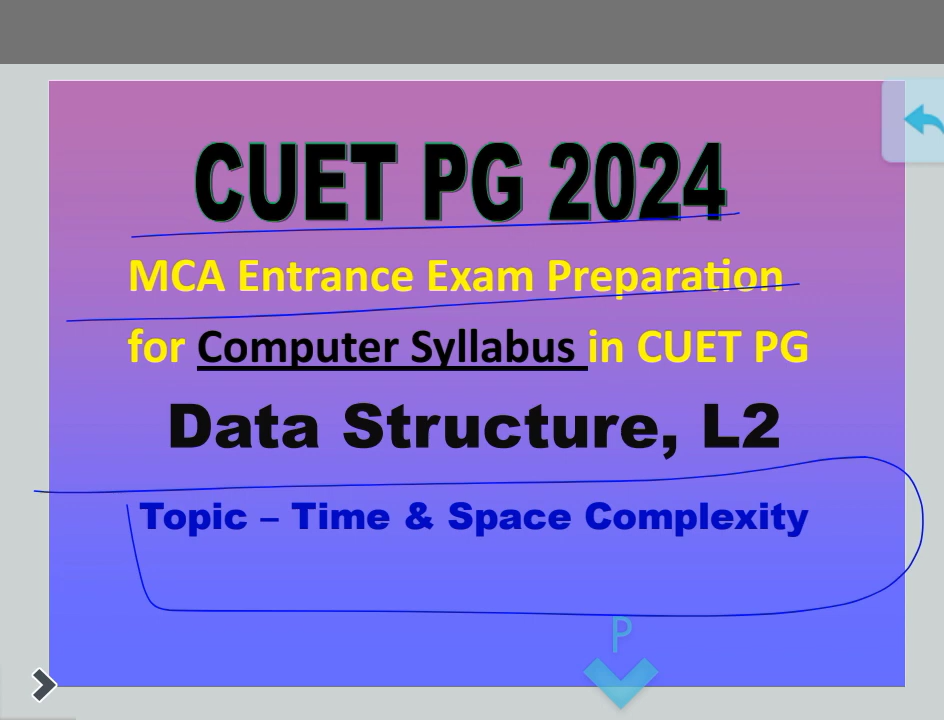 CUET PG 2024
MCA Entrance Exam Preparation
for Computer Syllabus in CUET PG
Data Structure, L2
Topic – Time & Space Complexity
P